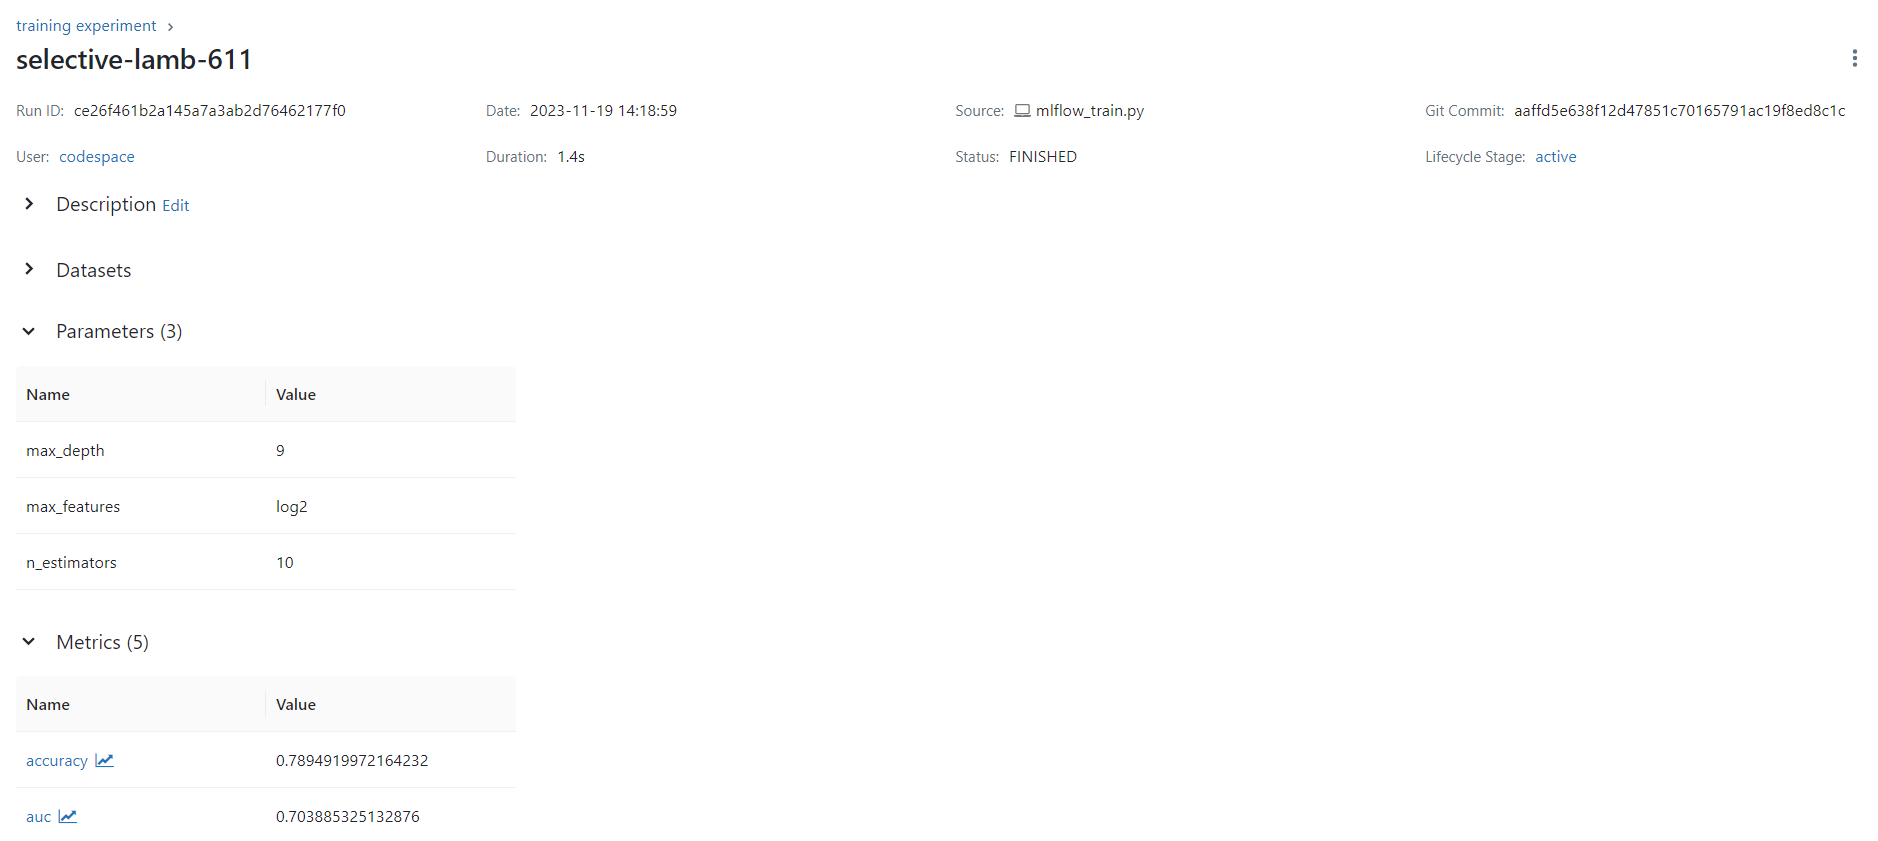 training experiment
selective-lamb-611
Run ID: ce26f461b2a145a7a3ab2d76462177f0 Date: 2023-11-19 14:18:59 Source: mlflow_train.py Git Commit: aaffd5e638f12d47851c70165791ac19f8ed8c1c
User: codespace Duration: 1.4s Status: FINISHED Lifecycle Stage: active
Description Edit
Datasets
Parameters (3)
Name Value
max_depth 9
max_features log2
n_estimators 10
Metrics (5)
Name Value
accuracy 0.7894919972164232
auc 0.703885325132876